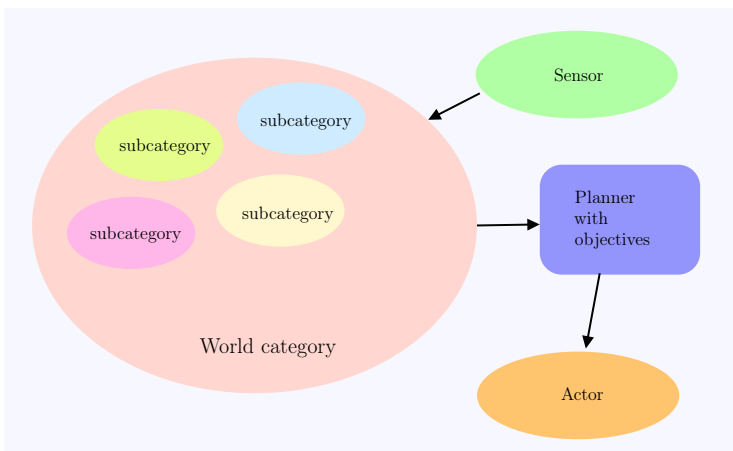 Sensor
subcategory
subcategory
subcategory
subcategory
World category
Planner
with
objectives
Actor